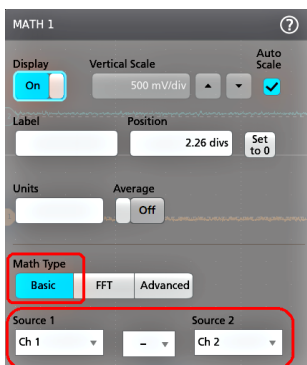 MATH 1 ?
Display Vertical Scale Auto Scale
On 500 mV/div
Label Position
2.26 divs Set to 0
Units Average
Off
Math Type
Basic FFT Advanced
Source 1 Source 2
Ch 1 – Ch 2